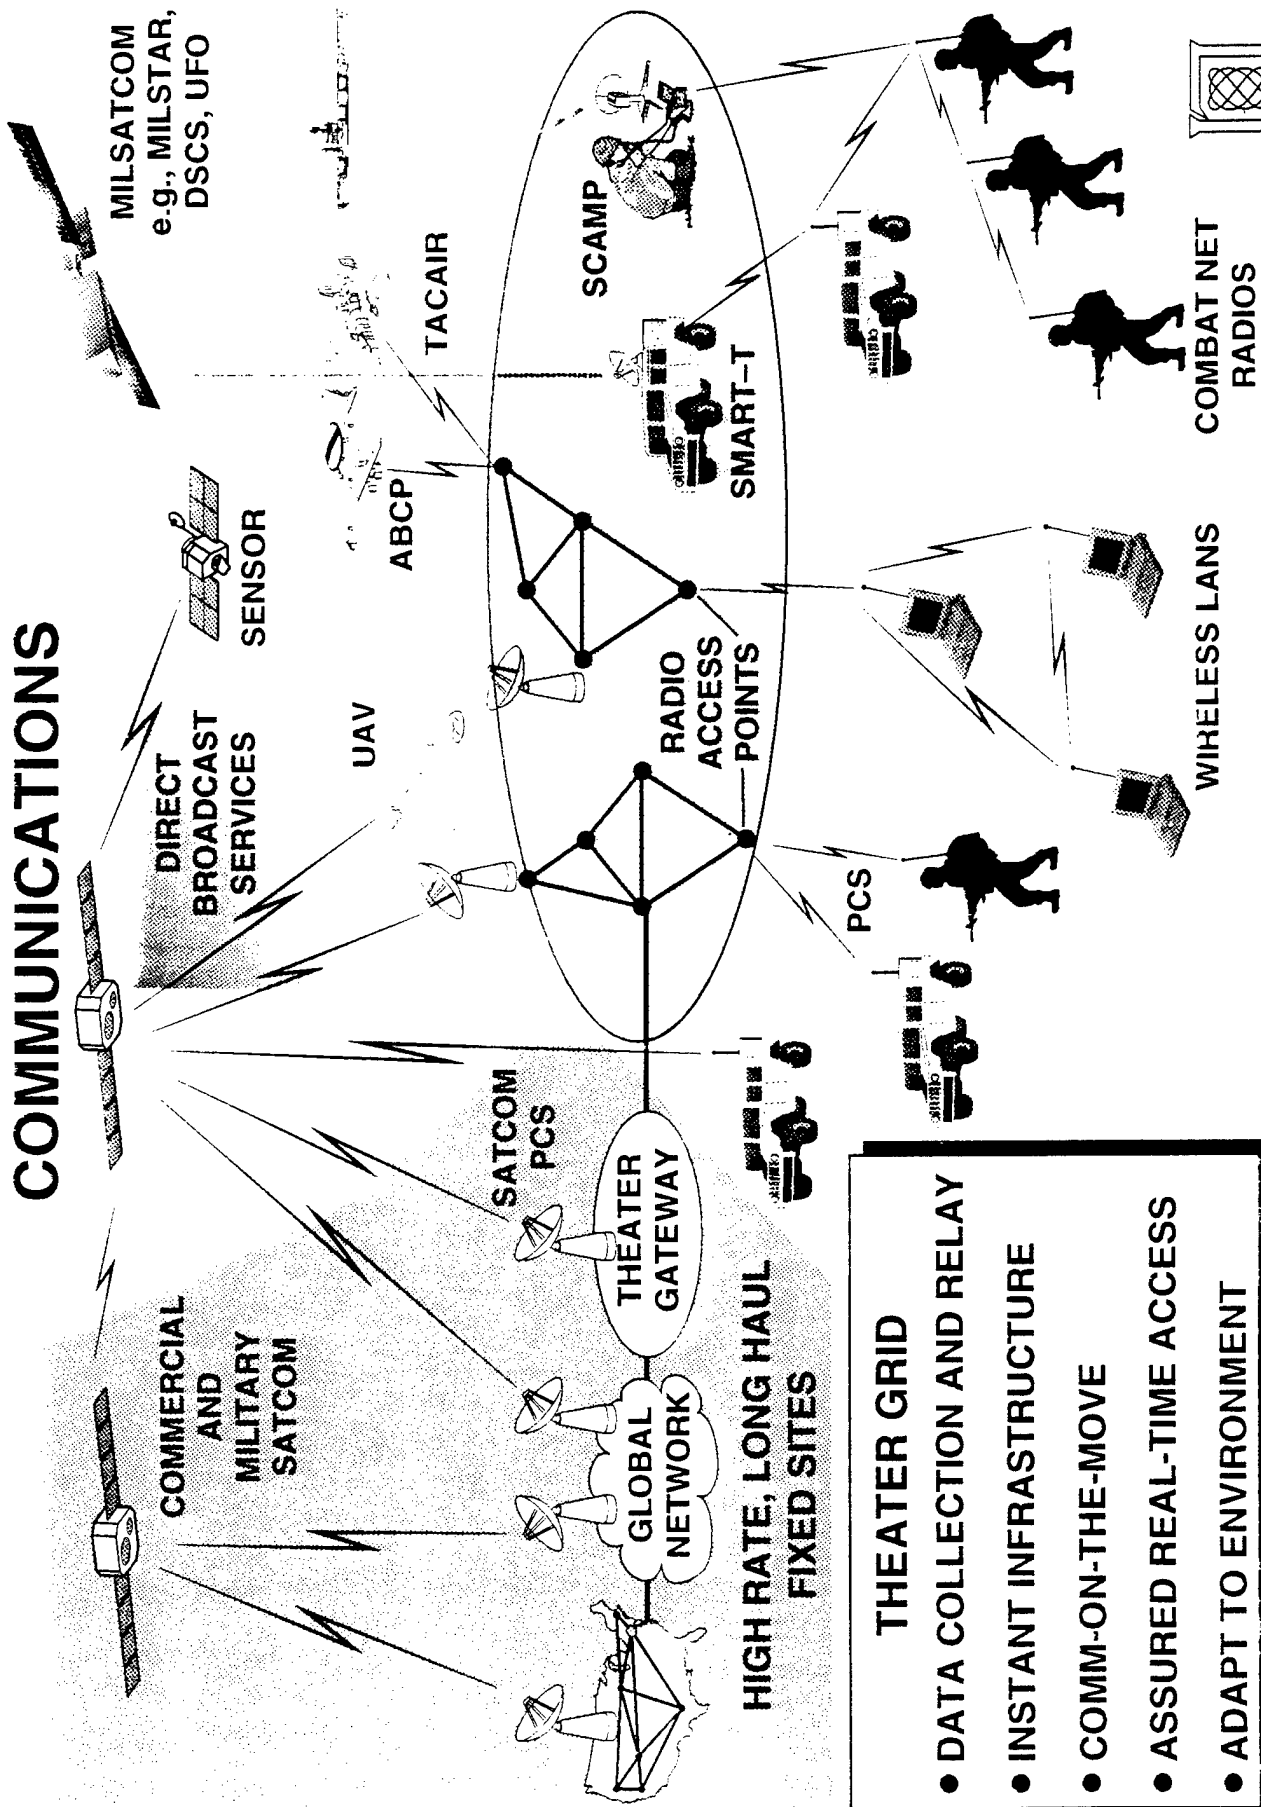 COMMUNICATIONS
MILSATCOM
e.g., MILSTAR,
DSCS, UFO
SENSOR
DIRECT
BROADCAST
SERVICES
COMMERCIAL
AND
MILITARY
SATCOM
UAV
ABCP
TACAIR
SATCOM
PCS
SCAMP
SMART-T
RADIO
ACCESS
POINTS
THEATER
GATEWAY
GLOBAL
NETWORK
HIGH RATE, LONG HAUL
FIXED SITES
PCS
WIRELESS LANS
COMBAT NET
RADIOS
THEATER GRID
● DATA COLLECTION AND RELAY
● INSTANT INFRASTRUCTURE
● COMM-ON-THE-MOVE
● ASSURED REAL-TIME ACCESS
● ADAPT TO ENVIRONMENT